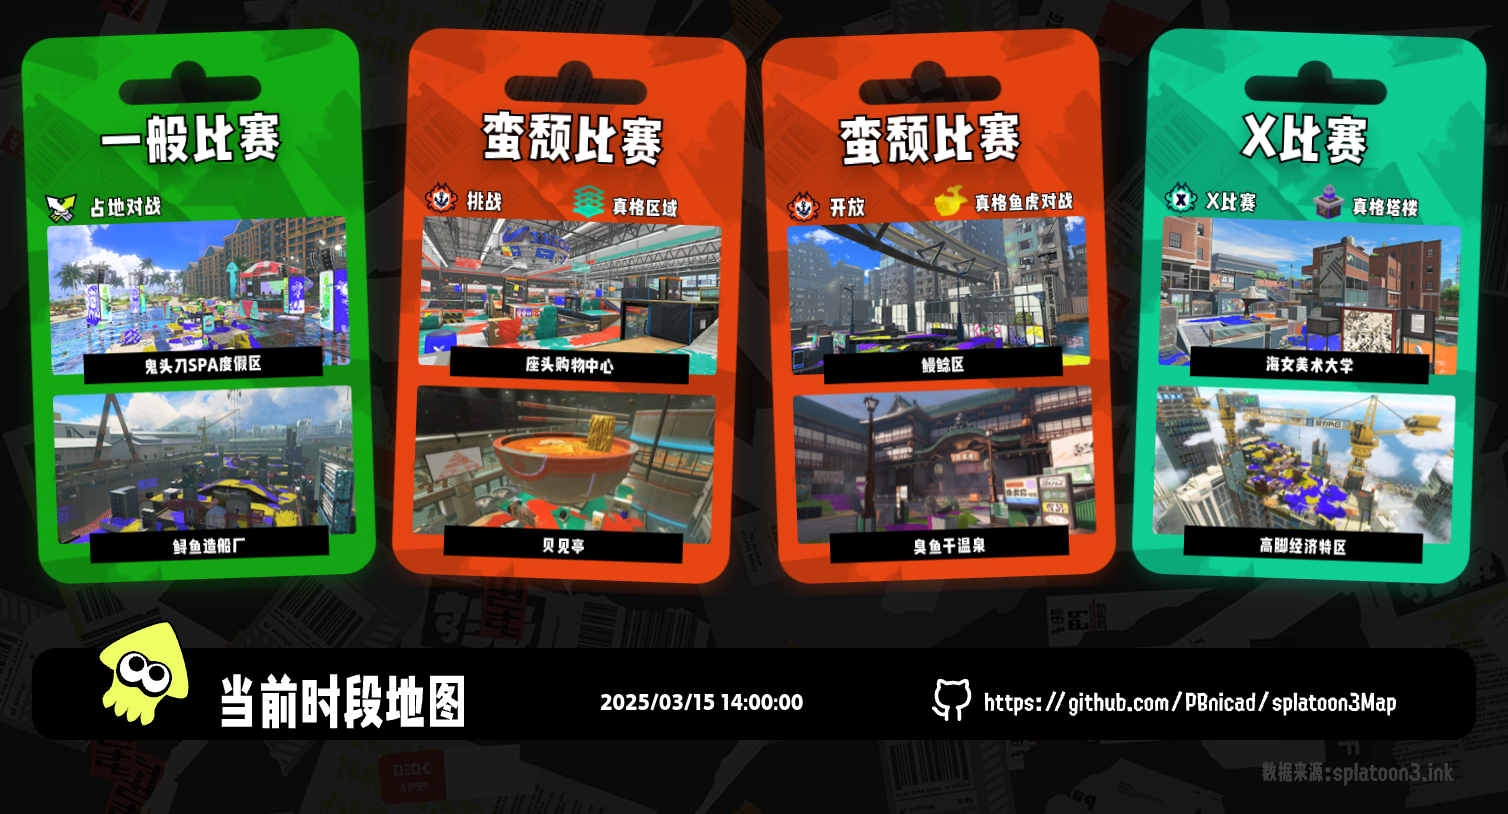 一般比赛
占地对战
鬼头刀SPA度假区
鲟鱼造船厂
蛮颓比赛
挑战
真格区域
座头购物中心
贝见亭
蛮颓比赛
开放
真格鱼虎对战
鳗鲶区
臭鱼干温泉
X比赛
X比赛
真格塔楼
海女美术大学
高脚经济特区
当前时段地图
2025/03/15 14:00:00
https://github.com/PBnicad/splatoon3Map
数据来源:splatoon3.ink